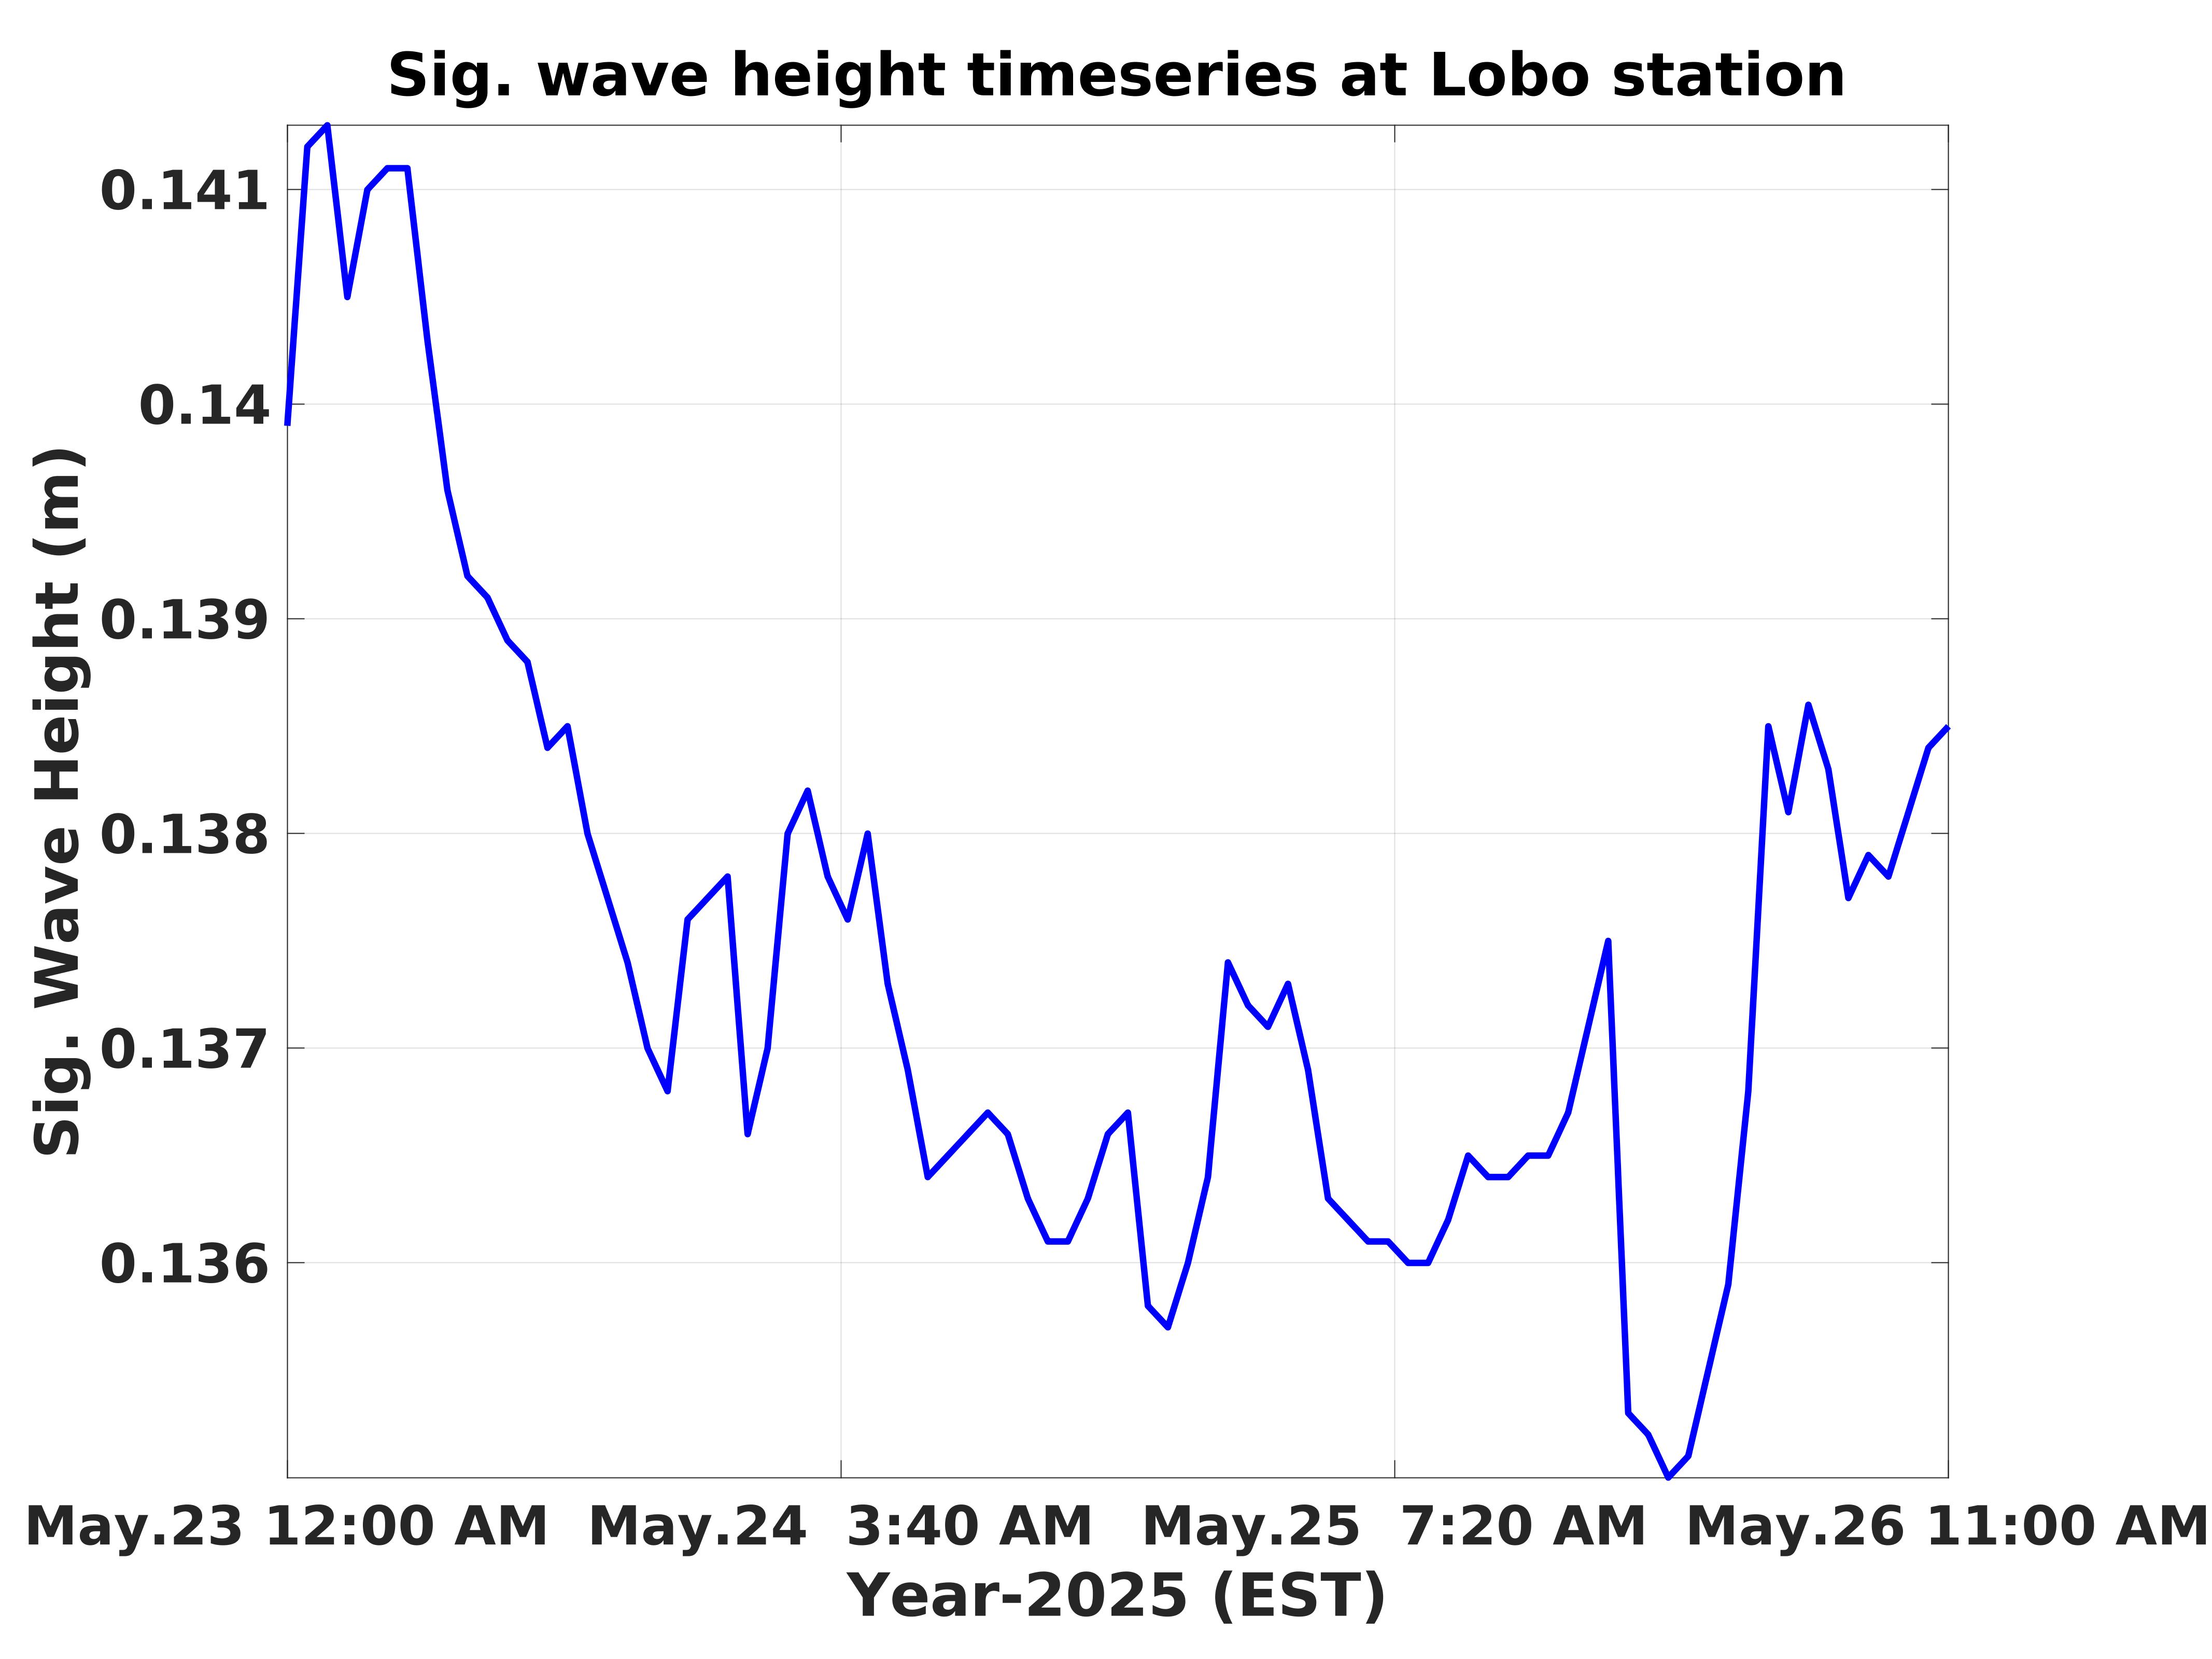 Sig. wave height timeseries at Lobo station
Sig. Wave Height (m)
0.141
0.14
0.139
0.138
0.137
0.136
May.23 12:00 AM May.24 3:40 AM May.25 7:20 AM May.26 11:00 AM
Year-2025 (EST)